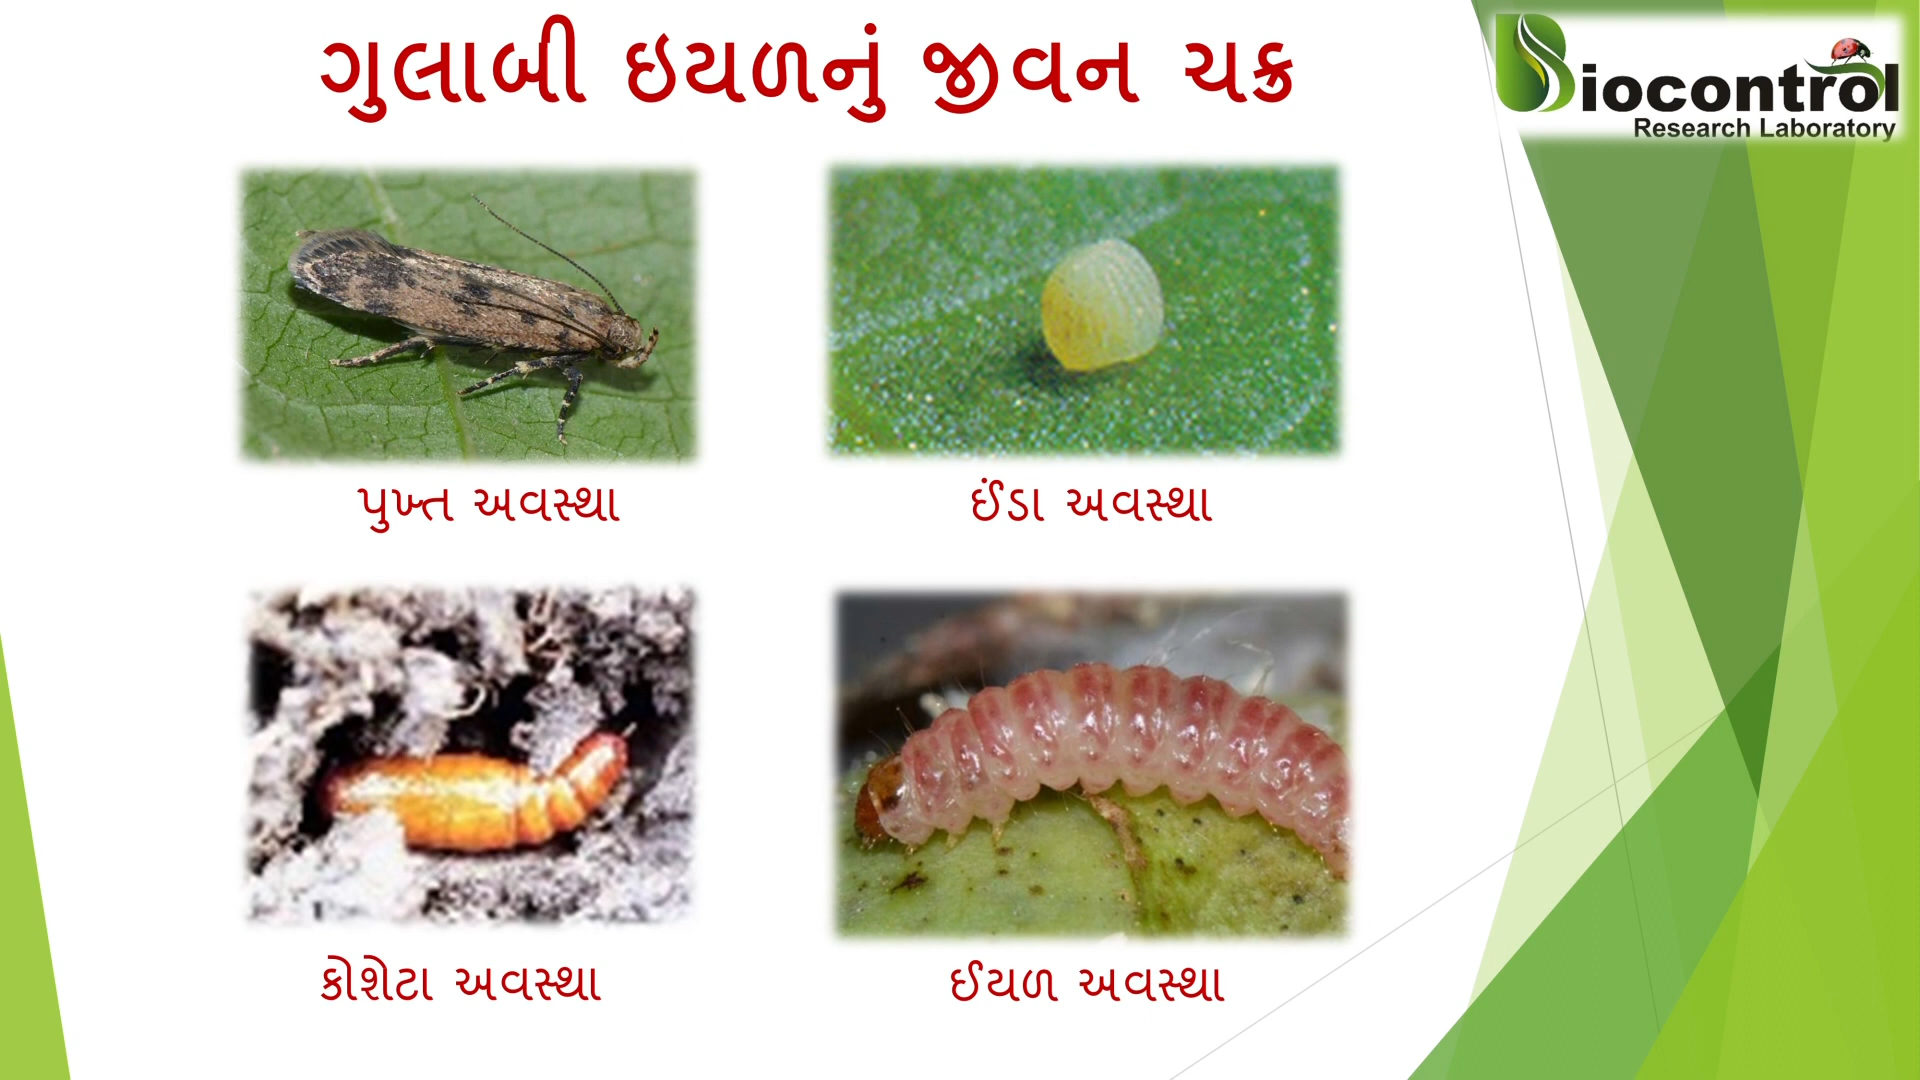 ગુલાબી ઇયળનું જીવન ચક્ર
Biocontrol
Research Laboratory
પુખ્ત અવસ્થા
ઈંડા અવસ્થા
કોશેટા અવસ્થા
ઈયળ અવસ્થા